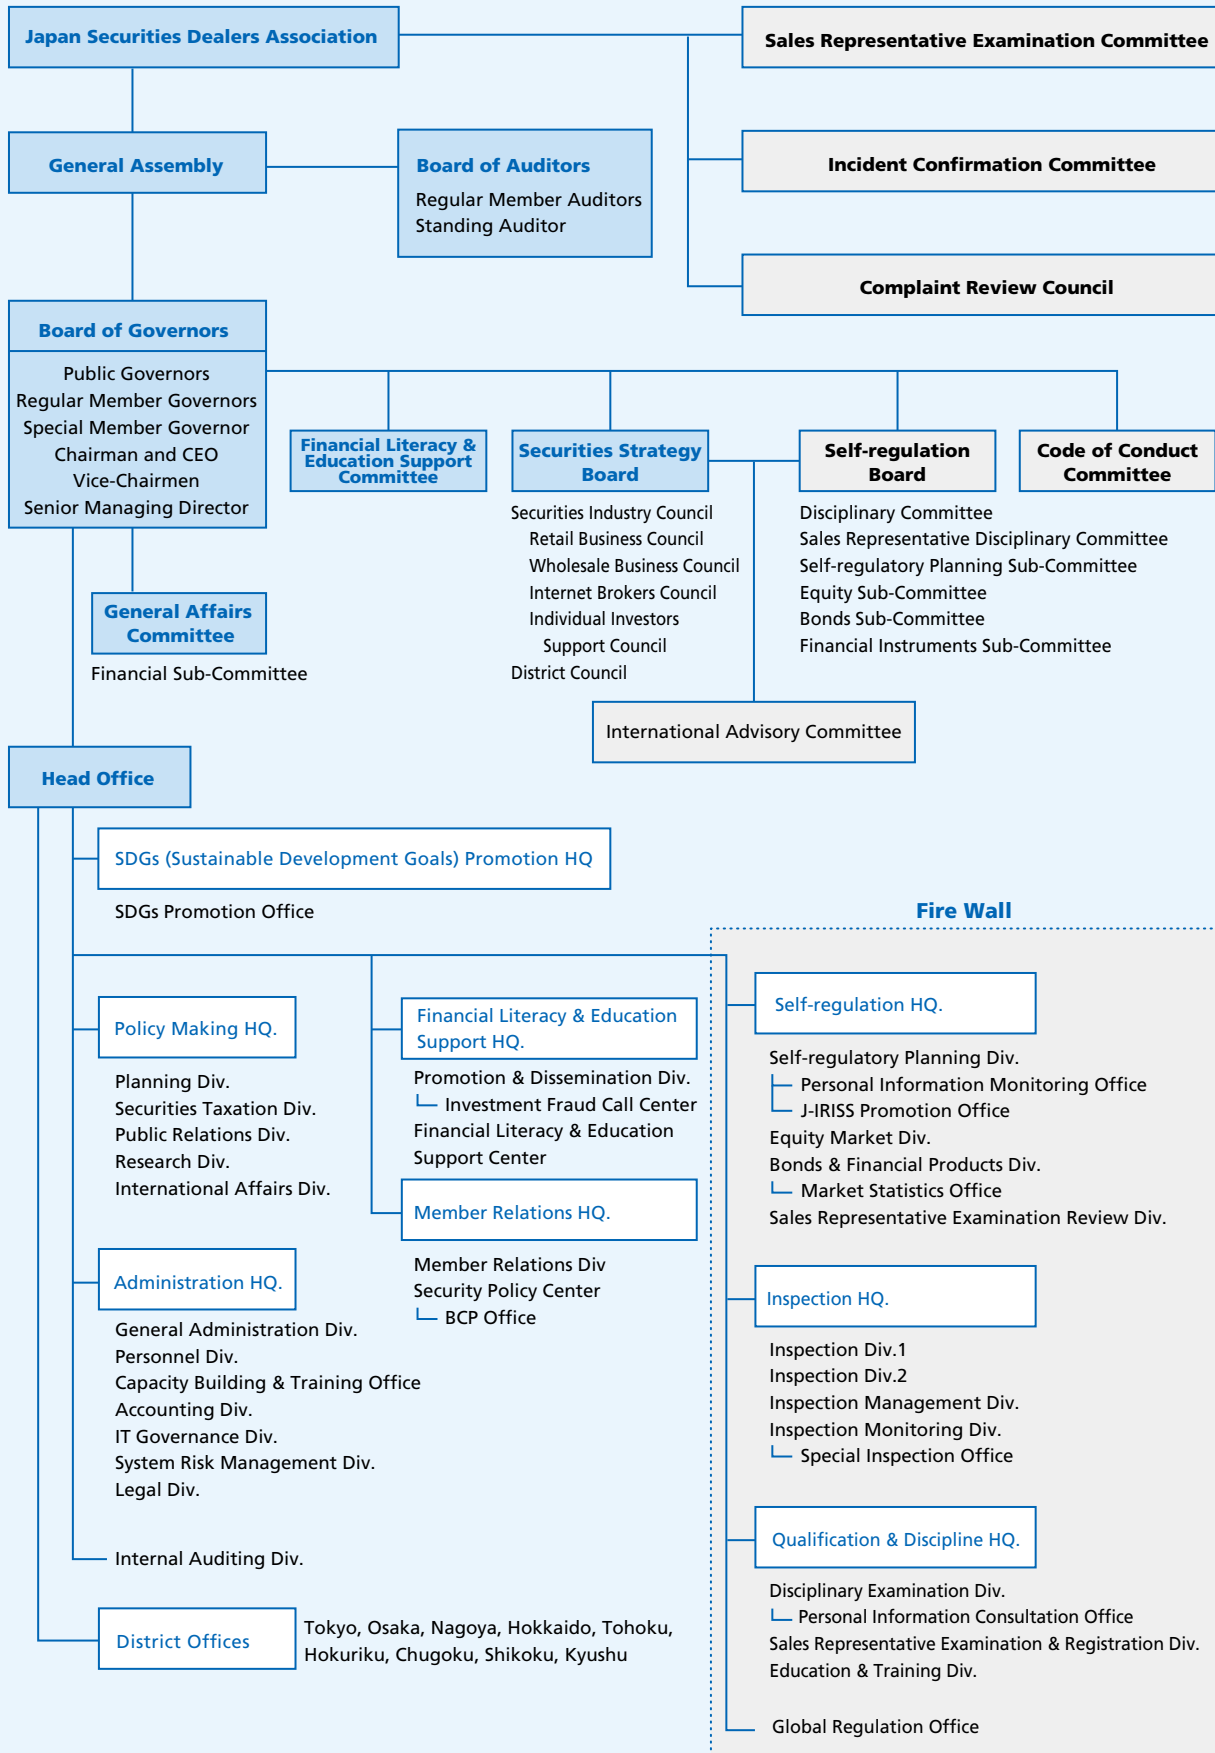 Japan Securities Dealers Association
Sales Representative Examination Committee
General Assembly
Board of Auditors
Regular Member Auditors
Standing Auditor
Incident Confirmation Committee
Complaint Review Council
Board of Governors
Public Governors
Regular Member Governors
Special Member Governor
Chairman and CEO
Vice-Chairmen
Senior Managing Director
Financial Literacy &
Education Support
Committee
Securities Strategy
Board
Securities Industry Council
Retail Business Council
Wholesale Business Council
Internet Brokers Council
Individual Investors
Support Council
District Council
Self-regulation
Board
Disciplinary Committee
Sales Representative Disciplinary Committee
Self-regulatory Planning Sub-Committee
Equity Sub-Committee
Bonds Sub-Committee
Financial Instruments Sub-Committee
Code of Conduct
Committee
General Affairs
Committee
Financial Sub-Committee
International Advisory Committee
Head Office
SDGs (Sustainable Development Goals) Promotion HQ
SDGs Promotion Office
Policy Making HQ.
Planning Div.
Securities Taxation Div.
Public Relations Div.
Research Div.
International Affairs Div.
Financial Literacy & Education
Support HQ.
Promotion & Dissemination Div.
Investment Fraud Call Center
Financial Literacy & Education
Support Center
Member Relations HQ.
Member Relations Div
Security Policy Center
BCP Office
Administration HQ.
General Administration Div.
Personnel Div.
Capacity Building & Training Office
Accounting Div.
IT Governance Div.
System Risk Management Div.
Legal Div.
Internal Auditing Div.
District Offices
Tokyo, Osaka, Nagoya, Hokkaido, Tohoku,
Hokuriku, Chugoku, Shikoku, Kyushu
Fire Wall
Self-regulation HQ.
Self-regulatory Planning Div.
Personal Information Monitoring Office
J-IRISS Promotion Office
Equity Market Div.
Bonds & Financial Products Div.
Market Statistics Office
Sales Representative Examination Review Div.
Inspection HQ.
Inspection Div.1
Inspection Div.2
Inspection Management Div.
Inspection Monitoring Div.
Special Inspection Office
Qualification & Discipline HQ.
Disciplinary Examination Div.
Personal Information Consultation Office
Sales Representative Examination & Registration Div.
Education & Training Div.
Global Regulation Office